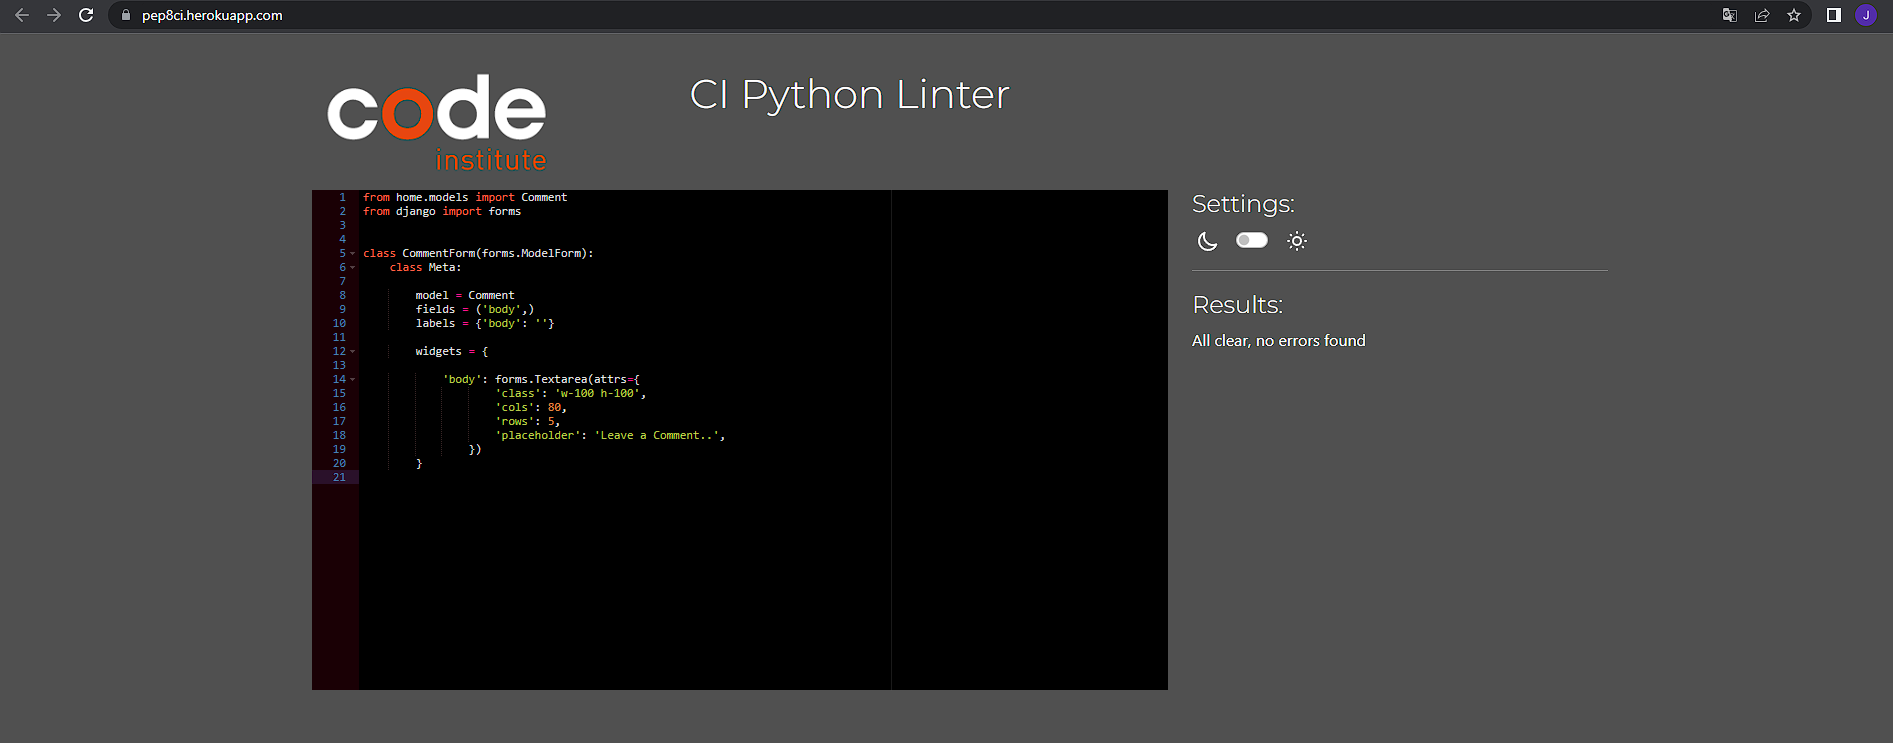 pep8ci.herokuapp.com
J
code
institute
CI Python Linter
1 from home.models import Comment
2 from django import forms
3
4
5 class CommentForm(forms.ModelForm):
6     class Meta:
7
8         model = Comment
9         fields = ('body',)
10         labels = {'body': ''}
11
12         widgets = {
13
14             'body': forms.Textarea(attrs={
15                     'class': 'w-100 h-100',
16                     'cols': 80,
17                     'rows': 5,
18                     'placeholder': 'Leave a Comment..',
19                 })
20         }
21
Settings:
Results:
All clear, no errors found